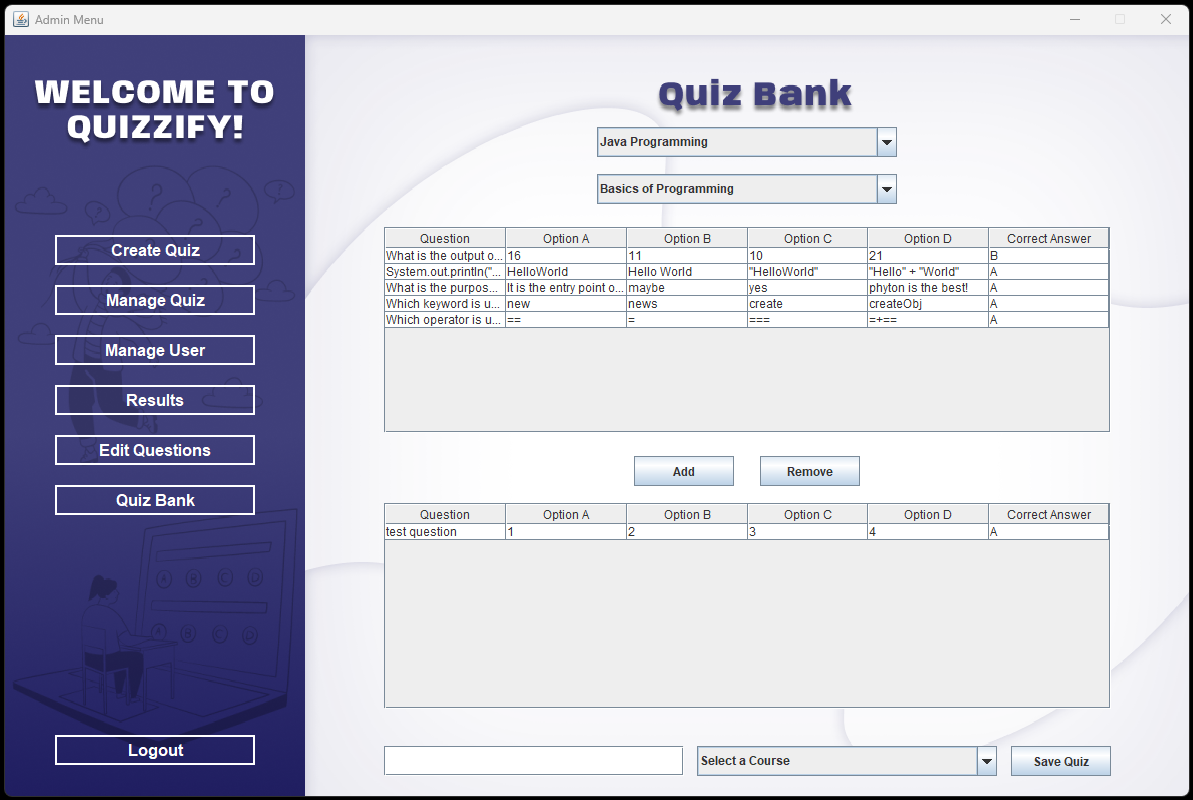 Admin Menu
WELCOME TO
QUIZZIFY!
Create Quiz
Manage Quiz
Manage User
Results
Edit Questions
Quiz Bank
Logout
Quiz Bank
Java Programming
Basics of Programming
Question Option A Option B Option C Option D Correct Answer
What is the output o... 16 11 10 21 B
System.out.println("... HelloWorld Hello World "HelloWorld" "Hello" + "World" A
What is the purpos... It is the entry point o... maybe yes phyton is the best! A
Which keyword is u... new news create createObj A
Which operator is u... == = === =+== A
Add Remove
Question Option A Option B Option C Option D Correct Answer
test question 1 2 3 4 A
Select a Course Save Quiz
A B C D
A B C D